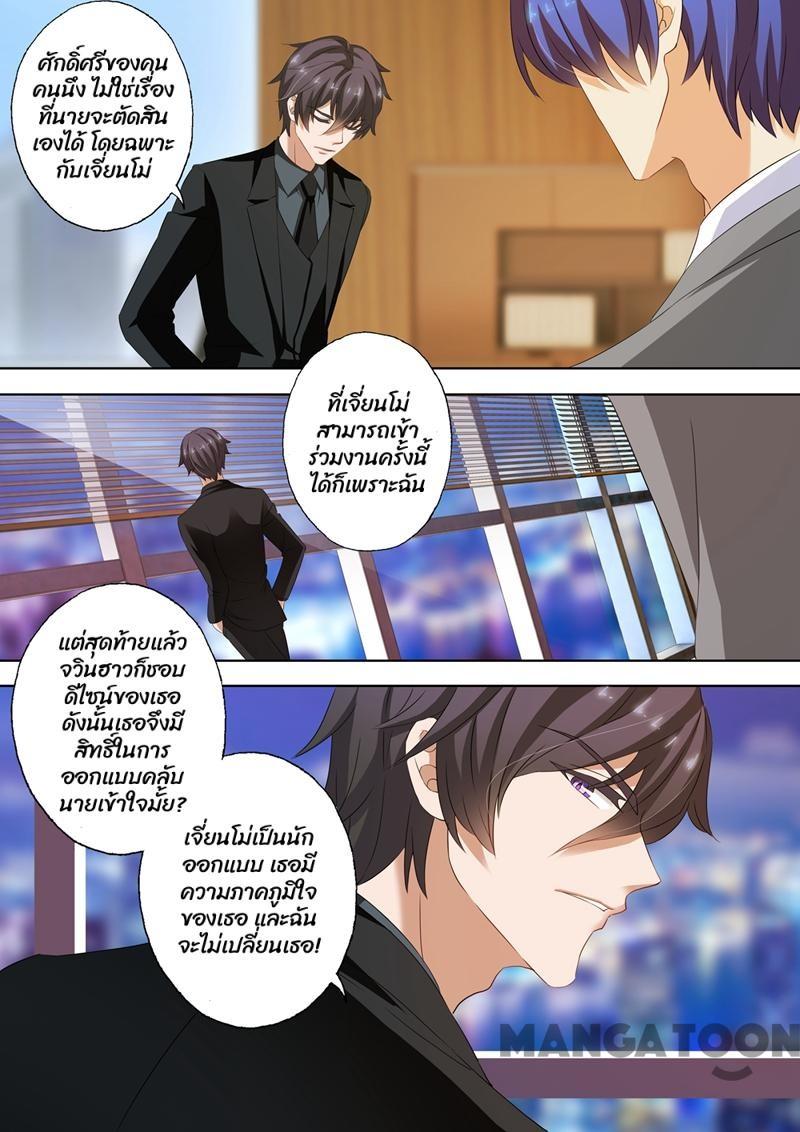 ศักดิ์ศรีของคน
คนนึง ไม่ใช่เรื่อง
ที่นายจะตัดสิน
เองได้ โดยฉพาะ
กับเจี่ยนโม่
ที่เจี่ยนโม่
สามารถเข้า
ร่วมงานครั้งนี้
ได้ก็เพราะฉัน
แต่สุดท้ายแล้ว
จวินฮาวก็ชอบ
ดีไซน์ของเธอ
ดังนั้นเธอจึงมี
สิทธิ์ในการ
ออกแบบคลับ
นายเข้าใจมั้ย?
เจี่ยนโม่เป็นนัก
ออกแบบ เธอมี
ความภาคภูมิใจ
ของเธอ และฉัน
จะไม่เปลี่ยนเธอ!
MANGATOON